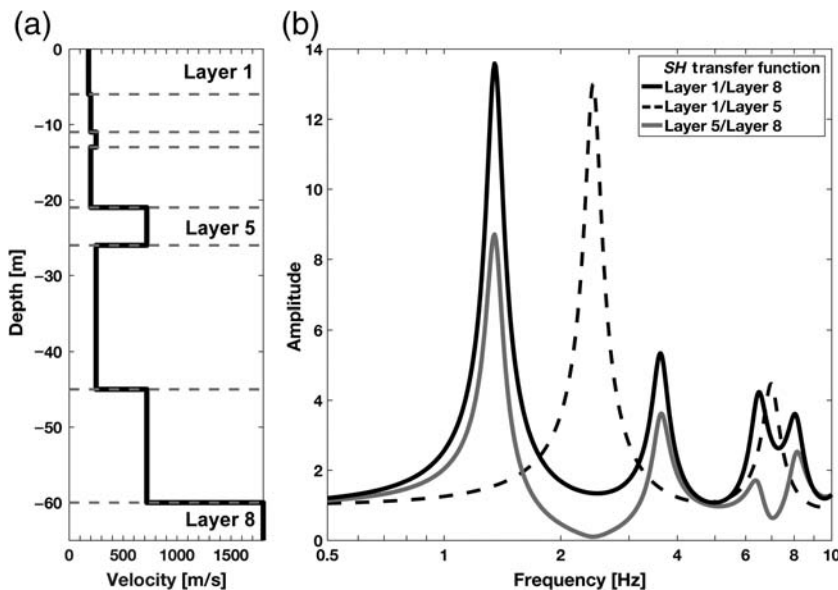 (a)
0
Layer 1
−10
−20
Layer 5
−30
−40
−50
−60
Layer 8
Depth [m]
0 500 1000 1500
Velocity [m/s]
(b)
14
12
10
8
6
4
2
0
Amplitude
SH transfer function
Layer 1/Layer 8
Layer 1/Layer 5
Layer 5/Layer 8
0.5 1 2 4 6 8 10
Frequency [Hz]